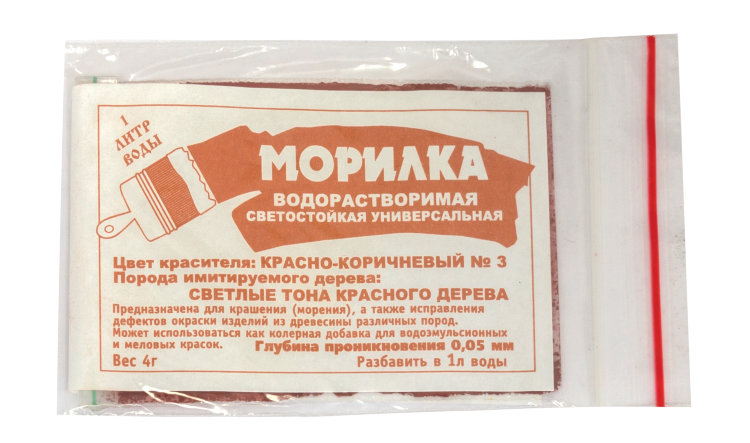 1
ЛИТР
ВОДЫ
МОРИЛКА
ВОДОРАСТВОРИМАЯ
СВЕТОСТОЙКАЯ УНИВЕРСАЛЬНАЯ
Цвет красителя: КРАСНО-КОРИЧНЕВЫЙ № 3
Порода имитируемого дерева:
СВЕТЛЫЕ ТОНА КРАСНОГО ДЕРЕВА
Предназначена для крашения (морения), а также исправления
дефектов окраски изделий из древесины различных пород.
Может использоваться как колерная добавка для водоэмульсионных
и меловых красок. Глубина проникновения 0,05 мм
Вес 4г Разбавить в 1л воды